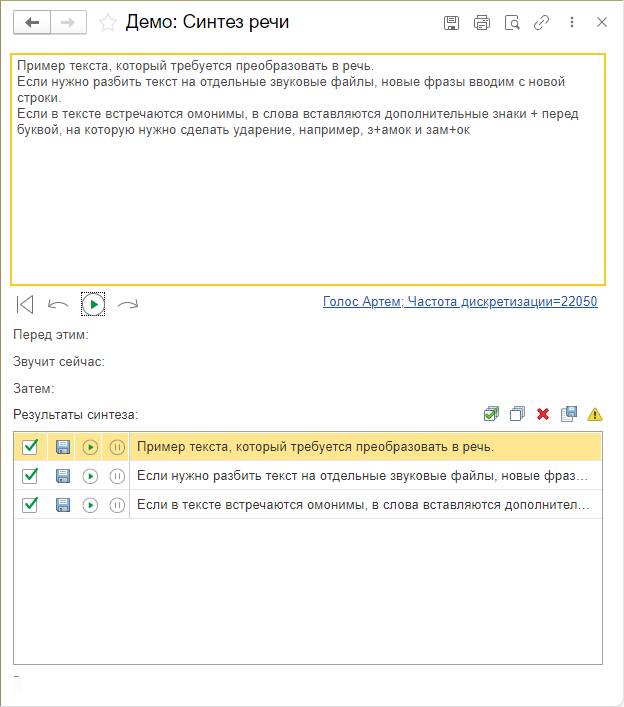 Демо: Синтез речи
Пример текста, который требуется преобразовать в речь.
Если нужно разбить текст на отдельные звуковые файлы, новые фразы вводим с новой
строки.
Если в тексте встречаются омонимы, в слова вставляются дополнительные знаки + перед
буквой, на которую нужно сделать ударение, например, з+амок и зам+ок
Голос Артем; Частота дискретизации=22050
Перед этим:
Звучит сейчас:
Затем:
Результаты синтеза:
Пример текста, который требуется преобразовать в речь.
Если нужно разбить текст на отдельные звуковые файлы, новые фраз...
Если в тексте встречаются омонимы, в слова вставляются дополнител...